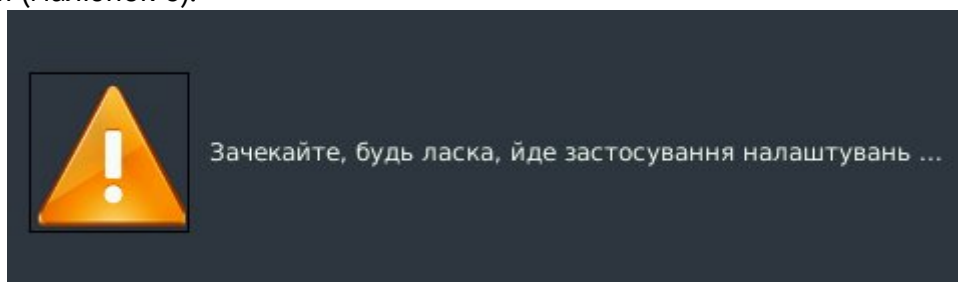 Зачекайте, будь ласка, йде застосування налаштувань ...